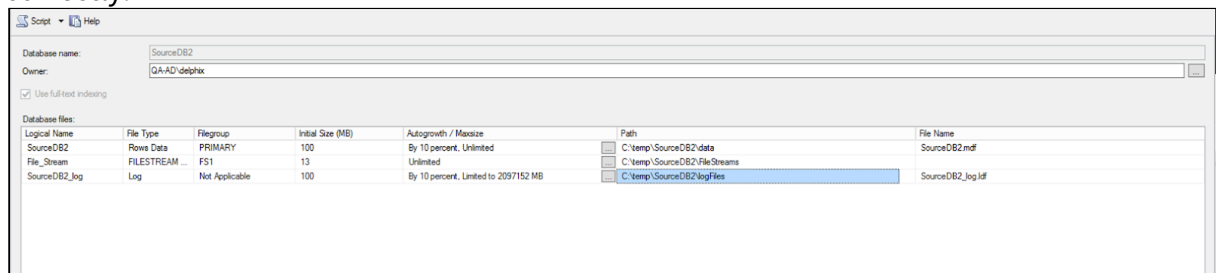 Script Help
Database name: SourceDB2
Owner: QA-AD\delphix ...
Use full-text indexing
Database files:
Logical Name File Type Filegroup Initial Size (MB) Autogrowth / Maxsize Path File Name
SourceDB2 Rows Data PRIMARY 100 By 10 percent, Unlimited ... C:\temp\SourceDB2\data SourceDB2.mdf
File_Stream FILESTREAM ... FS1 13 Unlimited ... C:\temp\SourceDB2\FileStreams
SourceDB2_log Log Not Applicable 100 By 10 percent, Limited to 2097152 MB ... C:\temp\SourceDB2\logFiles SourceDB2_log.ldf